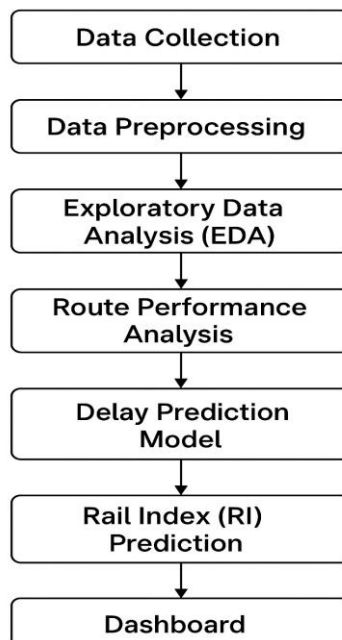 Data Collection
Data Preprocessing
Exploratory Data
Analysis (EDA)
Route Performance
Analysis
Delay Prediction
Model
Rail Index (RI)
Prediction
Dashboard